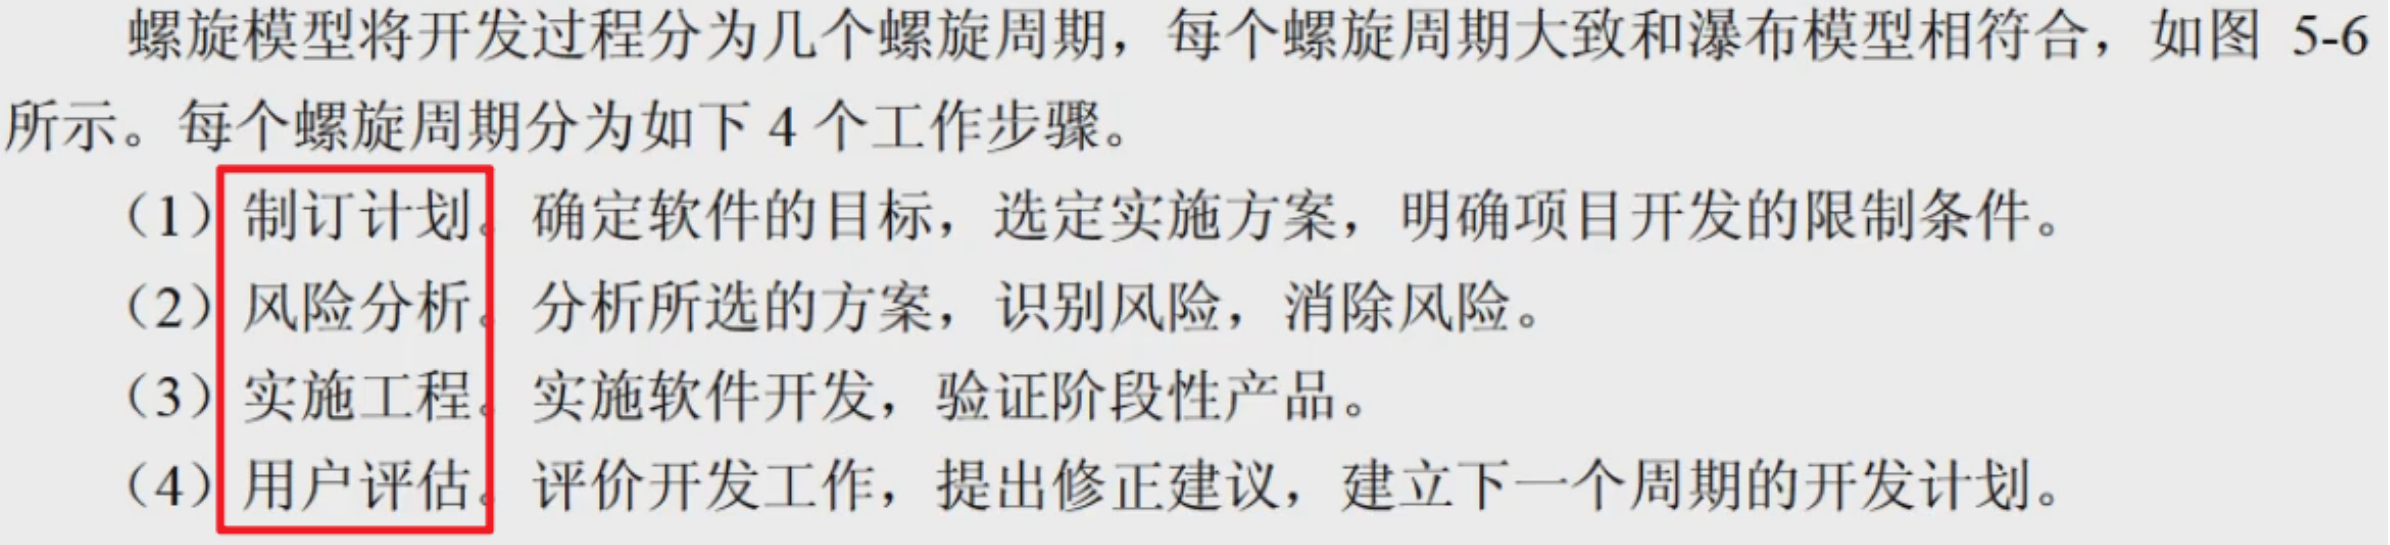 螺旋模型将开发过程分为几个螺旋周期，每个螺旋周期大致和瀑布模型相符合，如图 5-6
所示。每个螺旋周期分为如下 4 个工作步骤。
（1）制订计划。确定软件的目标，选定实施方案，明确项目开发的限制条件。
（2）风险分析。分析所选的方案，识别风险，消除风险。
（3）实施工程。实施软件开发，验证阶段性产品。
（4）用户评估。评价开发工作，提出修正建议，建立下一个周期的开发计划。